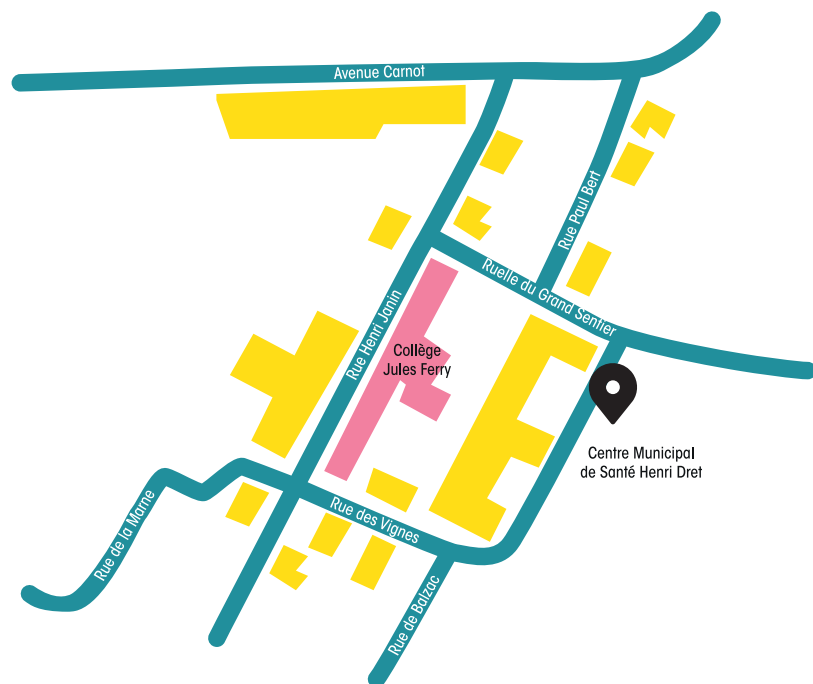 Avenue Carnot
Rue Paul Bert
Ruelle du Grand Sentier
Rue Henri Janin
Collège
Jules Ferry
Centre Municipal
de Santé Henri Dret
Rue des Vignes
Rue de la Marne
Rue de Balzac